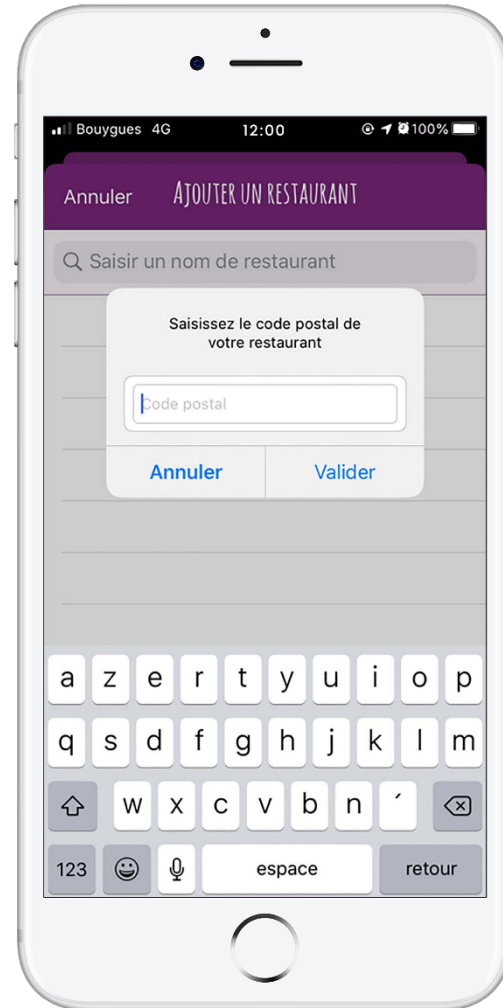 Bouygues 4G 12:00 100%
Annuler AJOUTER UN RESTAURANT
Saisir un nom de restaurant
Saisissez le code postal de
votre restaurant
Code postal
Annuler Valider
a z e r t y u i o p
q s d f g h j k l m
w x c v b n ´
123 espace retour